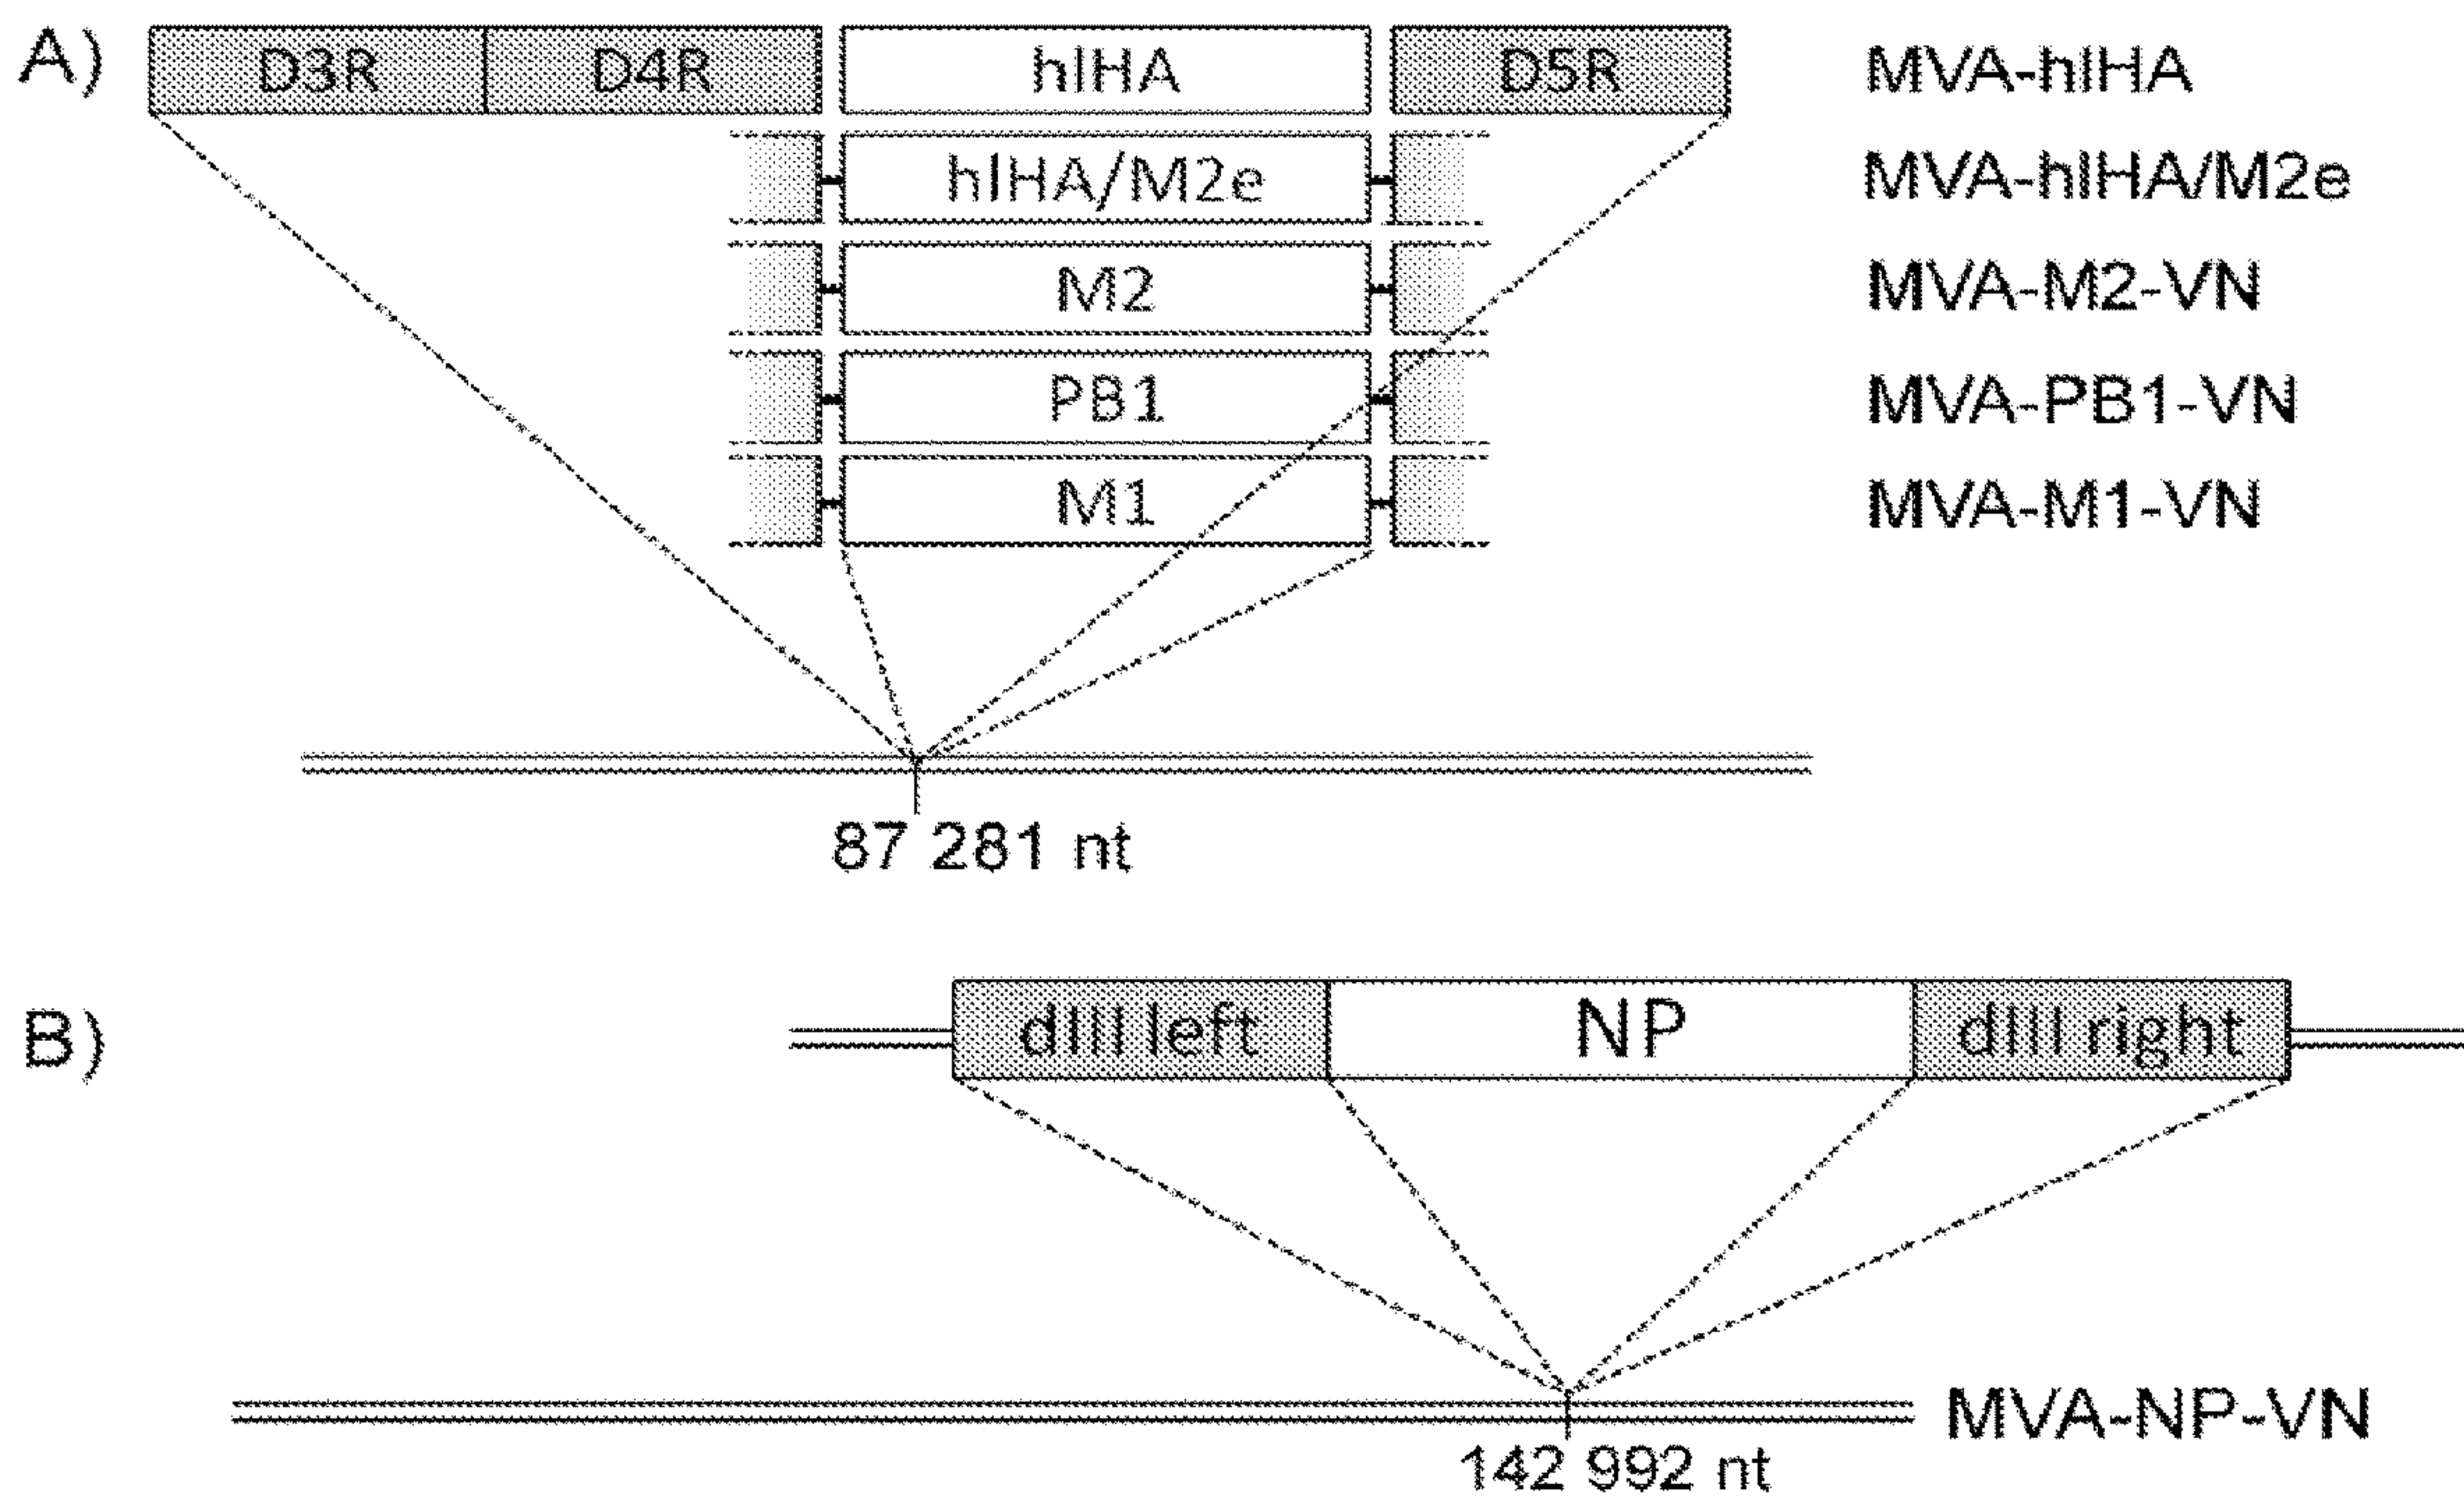 A) D3R D4R hlHA D5R MVA-hlHA
hlHA/M2e MVA-hlHA/M2e
M2 MVA-M2-VN
PB1 MVA-PB1-VN
M1 MVA-M1-VN
87 281 nt
B) dIII left NP dIII right
MVA-NP-VN
142 992 nt